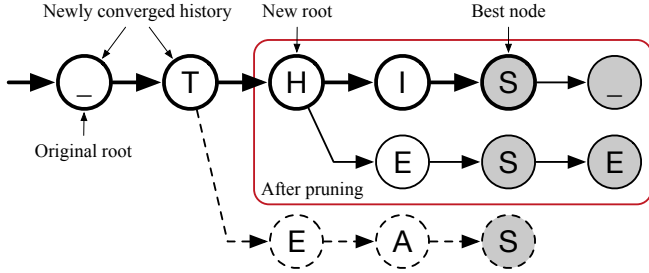 Newly converged history New root Best node
_ T H I S _
Original root
E S E
After pruning
E A S